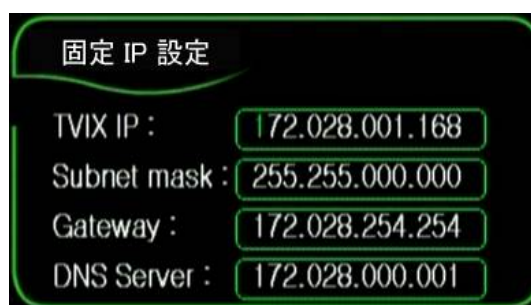 固定 IP 設定
TVIX IP : 172.028.001.168
Subnet mask : 255.255.000.000
Gateway : 172.028.254.254
DNS Server : 172.028.000.001